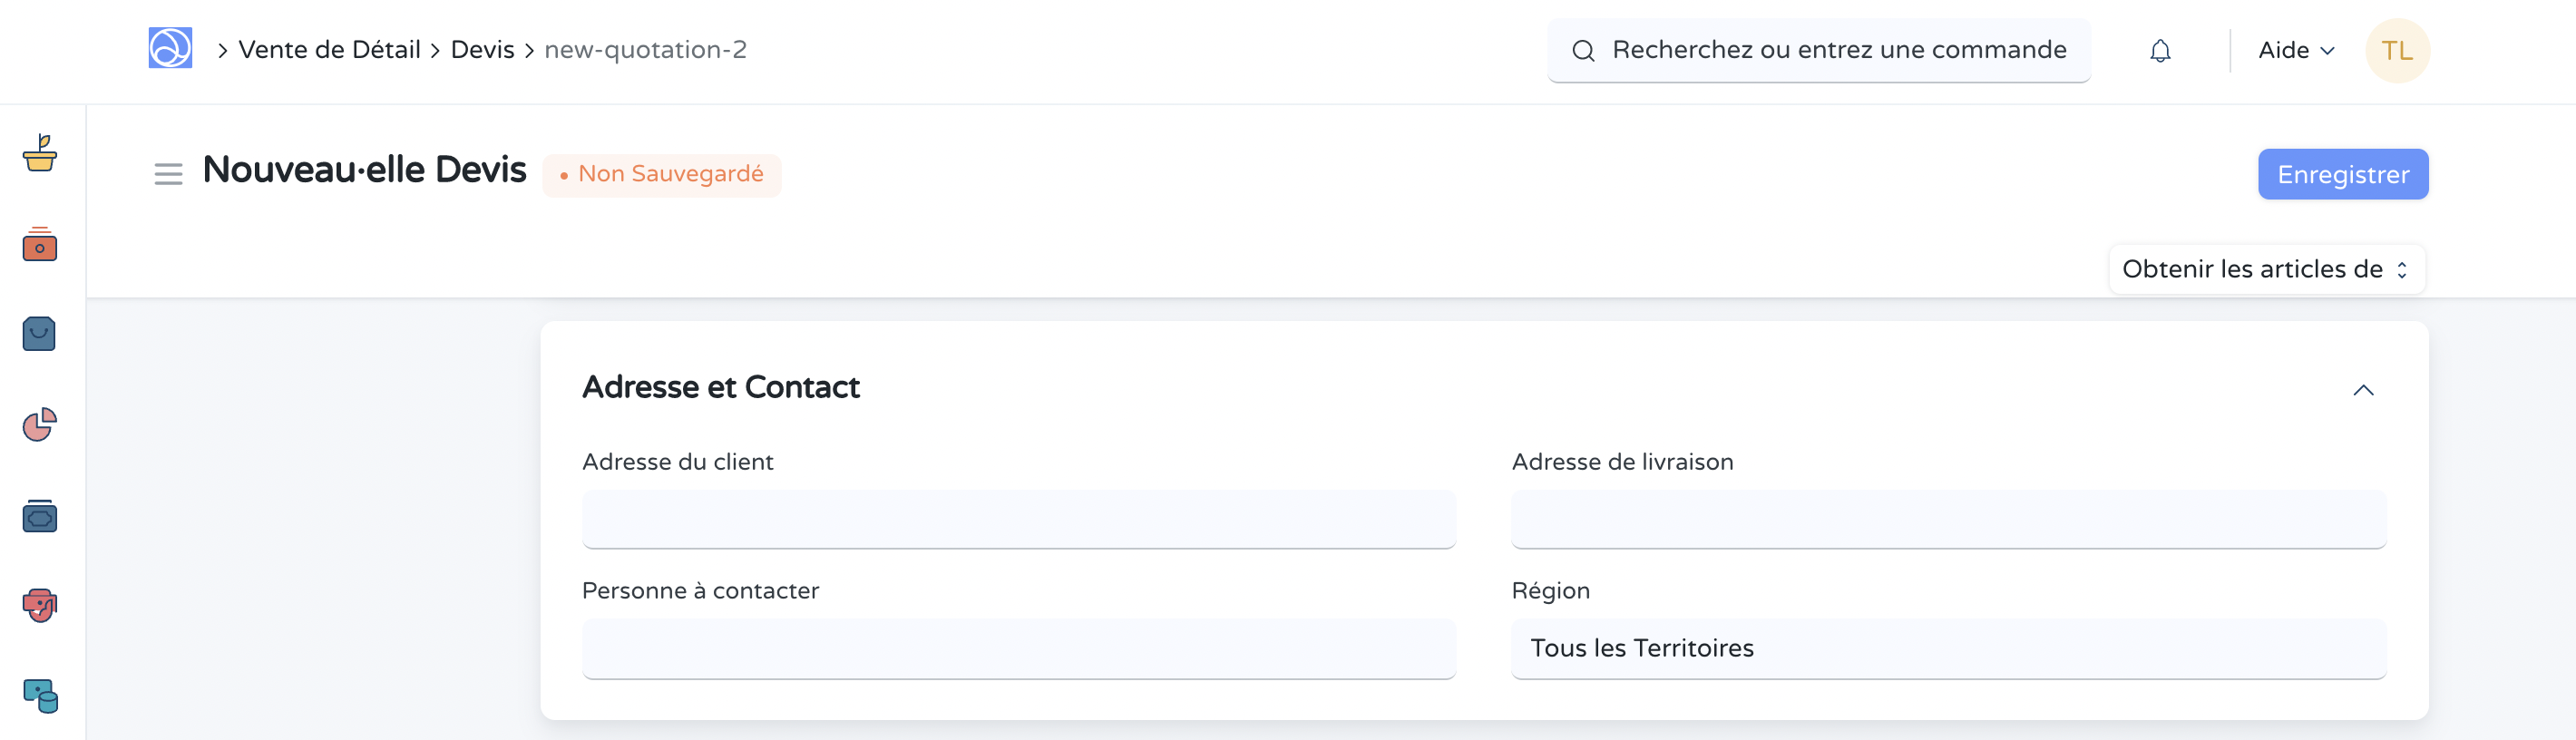 Vente de Détail > Devis > new-quotation-2
Recherchez ou entrez une commande
Aide
TL
Nouveau·elle Devis
• Non Sauvegardé
Enregistrer
Obtenir les articles de
Adresse et Contact
Adresse du client
Adresse de livraison
Personne à contacter
Région
Tous les Territoires